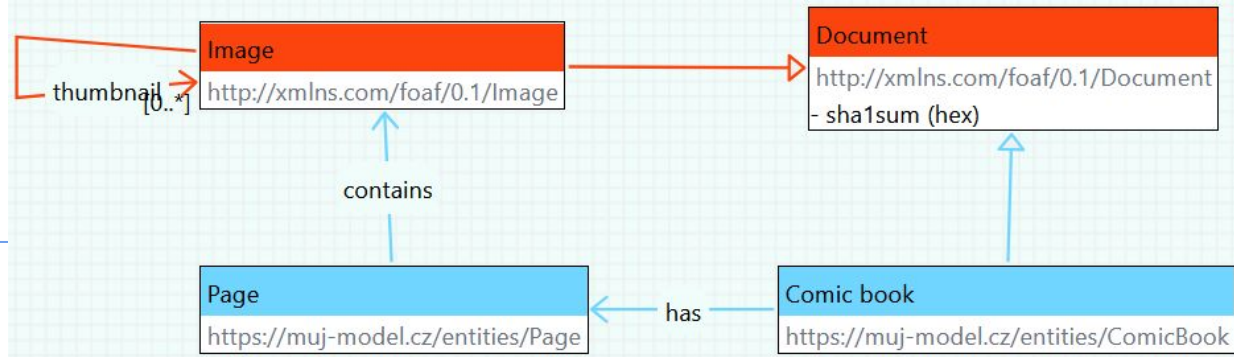 Image
http://xmlns.com/foaf/0.1/Image
thumbnail
[0..*]
Document
http://xmlns.com/foaf/0.1/Document
- sha1sum (hex)
contains
Page
https://muj-model.cz/entities/Page
has
Comic book
https://muj-model.cz/entities/ComicBook